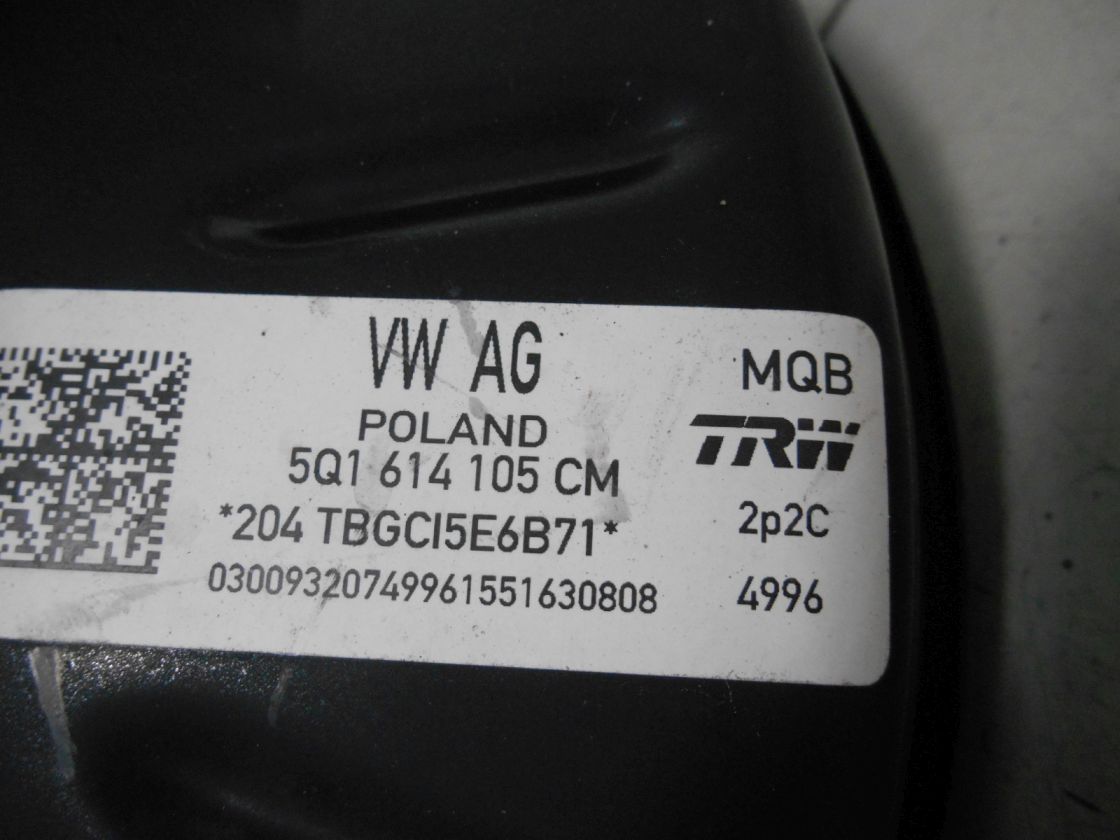 VW AG
POLAND
5Q1 614 105 CM
*204 TBGCI5E6B71*
03009320749961551630808
MQB
TRW
2p2C
4996